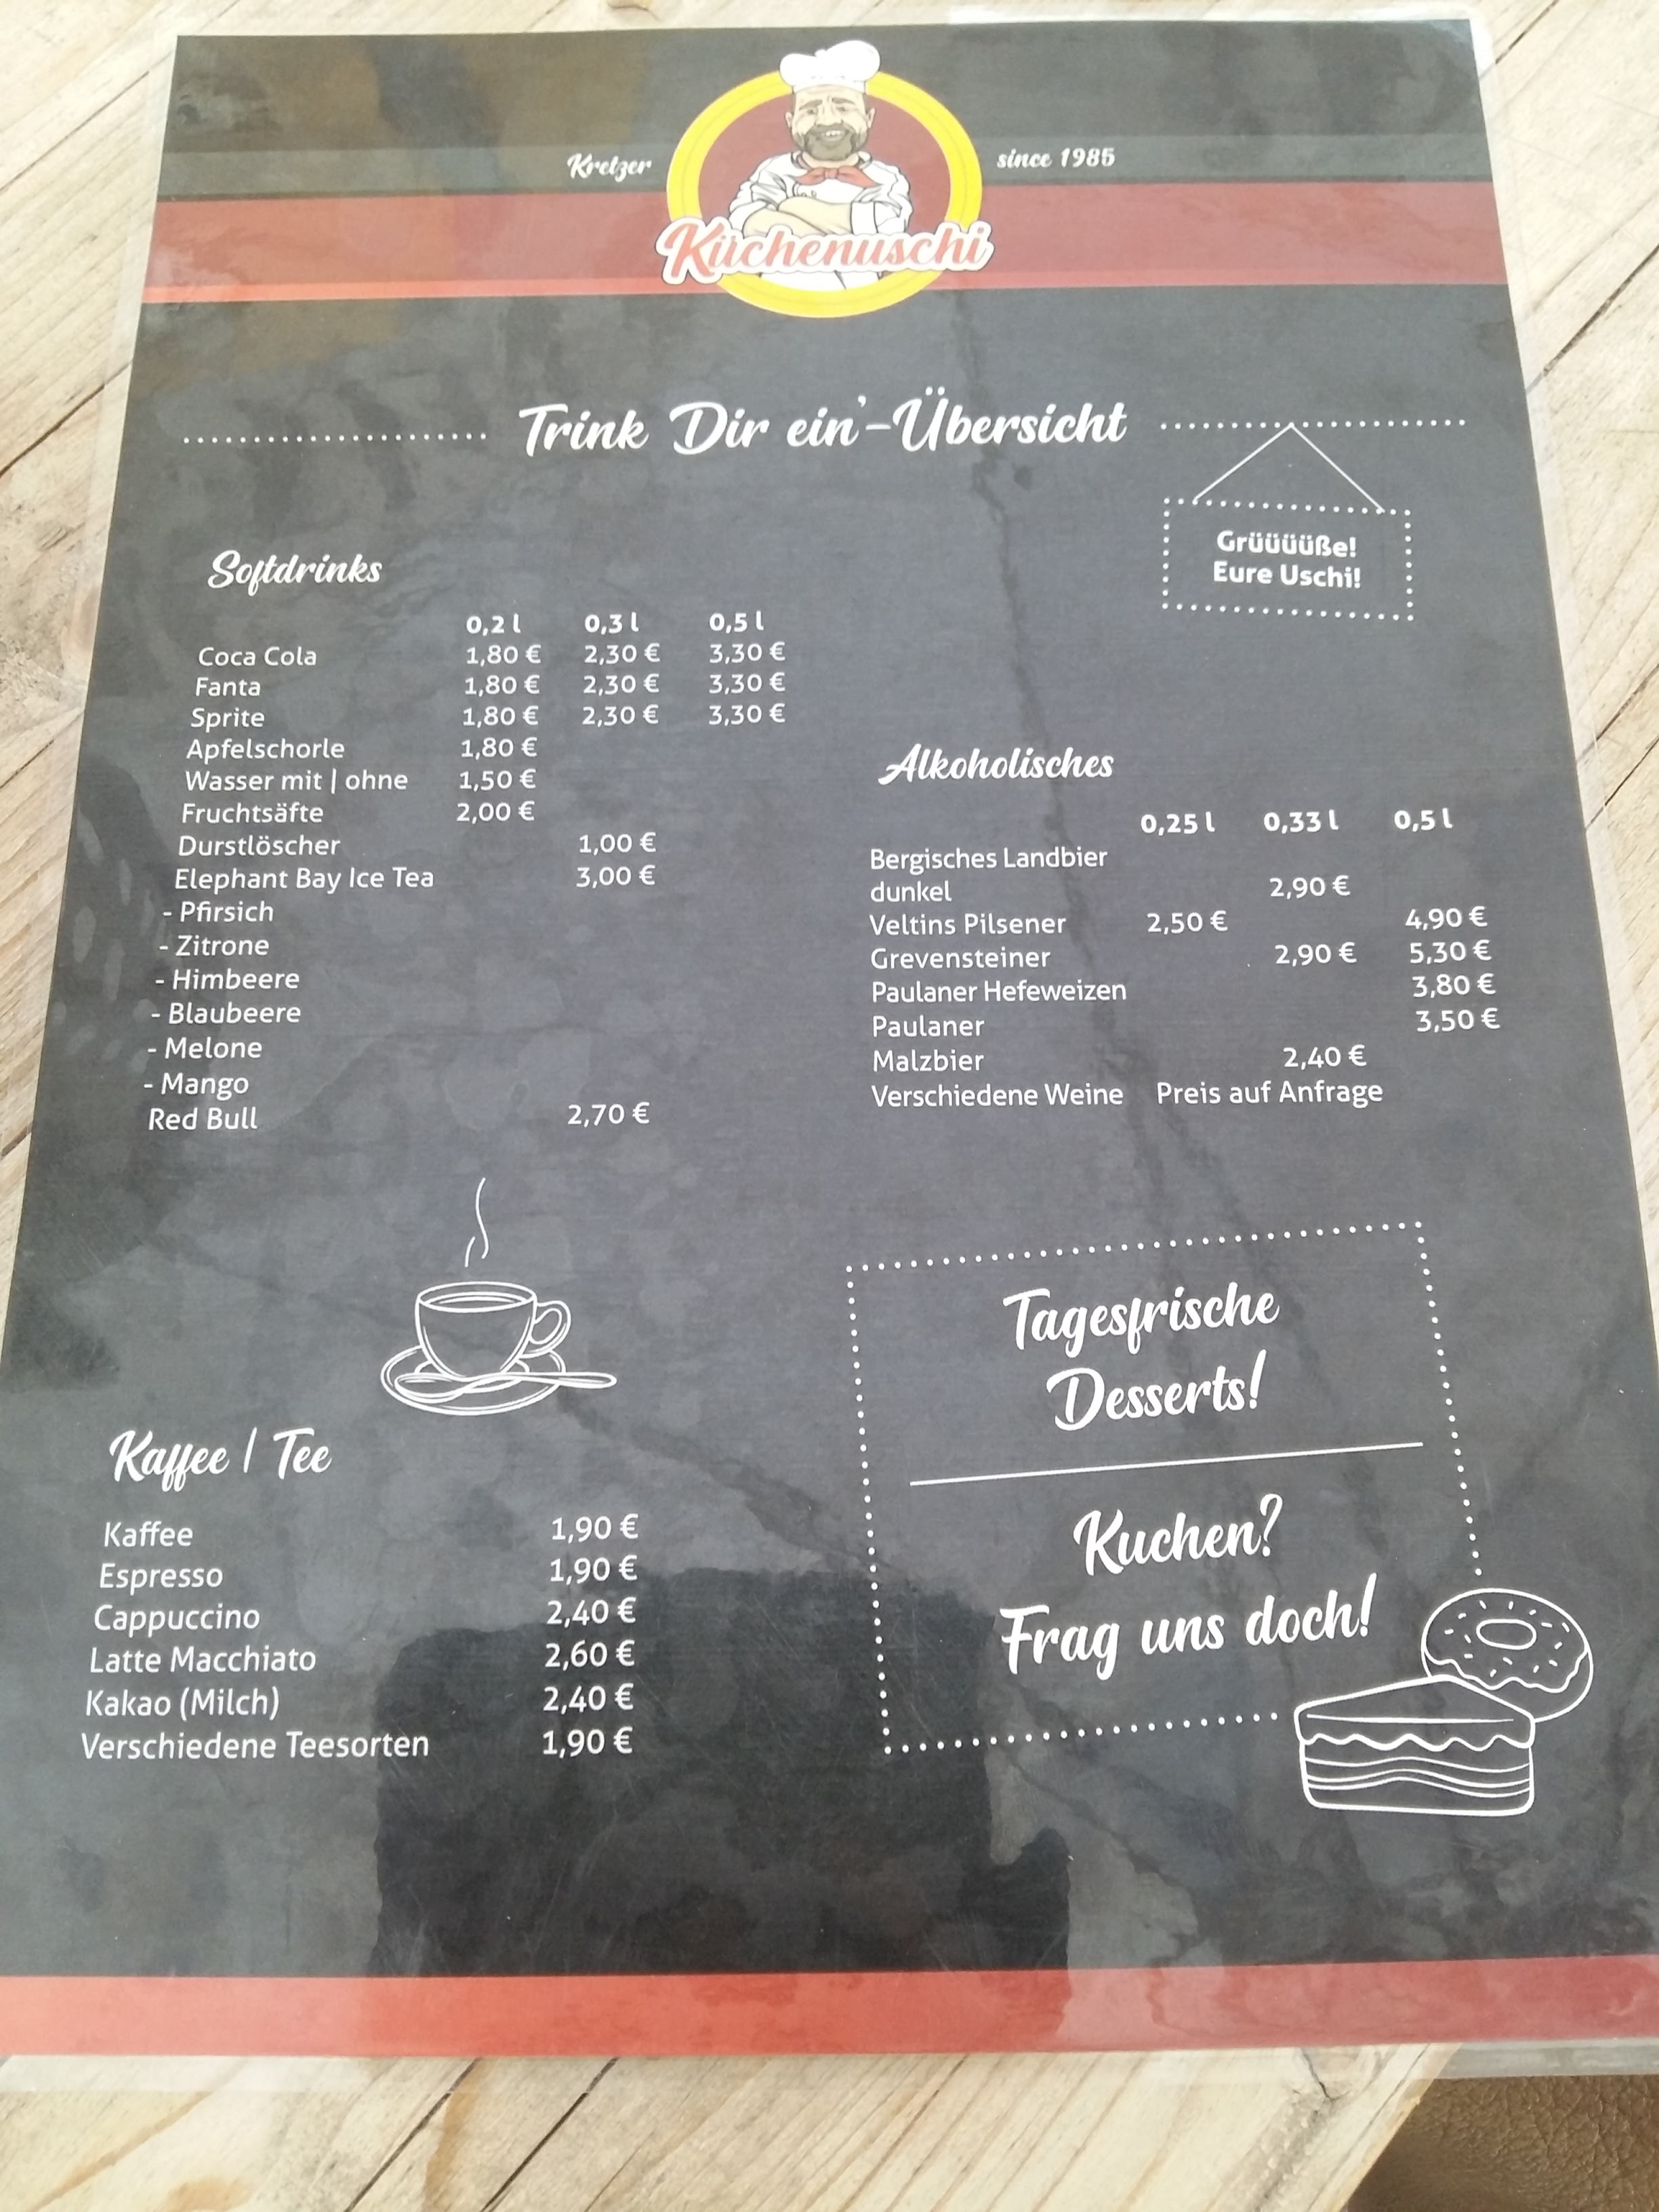 Kretzer
since 1985
Küchenuschi
Trink Dir ein'-Übersicht
Grüüüüße!
Eure Uschi!
Softdrinks
0,2 l 0,3 l 0,5 l
Coca Cola 1,80 € 2,30 € 3,30 €
Fanta 1,80 € 2,30 € 3,30 €
Sprite 1,80 € 2,30 € 3,30 €
Apfelschorle 1,80 €
Wasser mit | ohne 1,50 €
Fruchtsäfte 2,00 €
Durstlöscher 1,00 €
Elephant Bay Ice Tea 3,00 €
- Pfirsich
- Zitrone
- Himbeere
- Blaubeere
- Melone
- Mango
Red Bull 2,70 €
Alkoholisches
0,25 l 0,33 l 0,5 l
Bergisches Landbier
dunkel 2,90 €
Veltins Pilsener 2,50 € 4,90 €
Grevensteiner 2,90 € 5,30 €
Paulaner Hefeweizen 3,80 €
Paulaner 3,50 €
Malzbier 2,40 €
Verschiedene Weine Preis auf Anfrage
Kaffee | Tee
Kaffee 1,90 €
Espresso 1,90 €
Cappuccino 2,40 €
Latte Macchiato 2,60 €
Kakao (Milch) 2,40 €
Verschiedene Teesorten 1,90 €
Tagesfrische
Desserts!
Kuchen?
Frag uns doch!